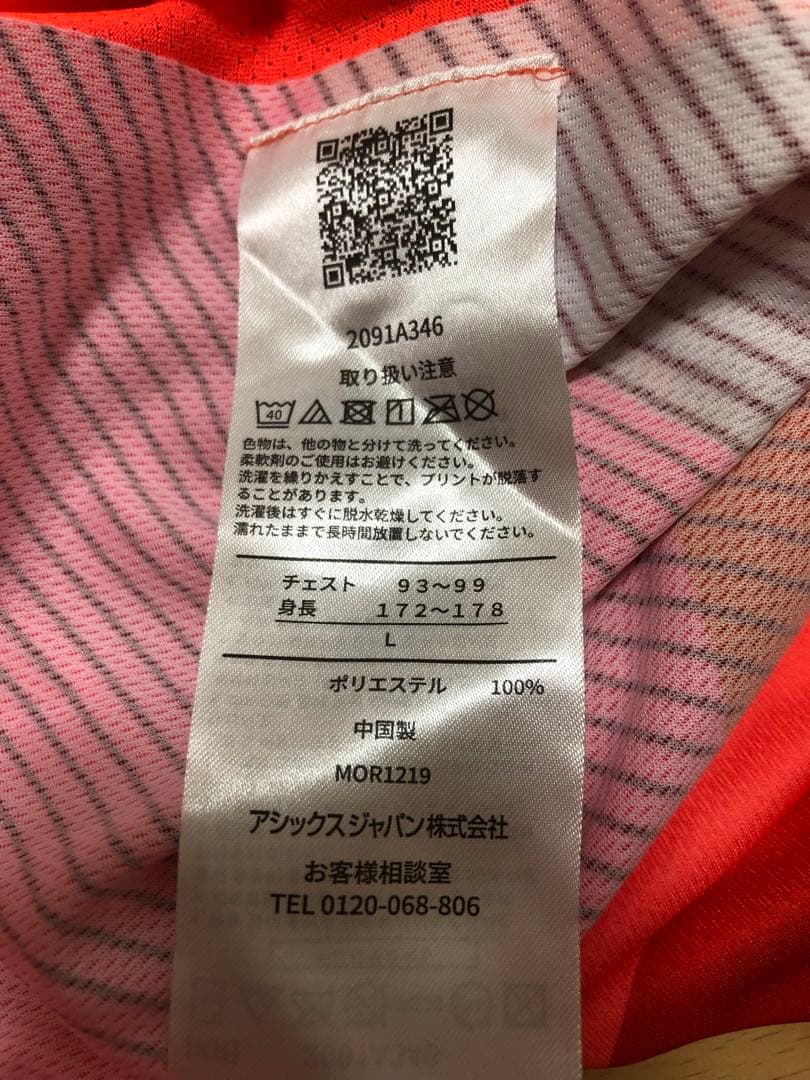 2091A346
取り扱い注意
40
色物は、他の物と分けて洗ってください。
柔軟剤のご使用はお避けください。
洗濯を繰りかえすことで、プリントが脱落す
ることがあります。
洗濯後はすぐに脱水乾燥してください。
濡れたままで長時間放置しないでください。
チェスト 93〜99
身長 172〜178
L
ポリエステル 100%
中国製
MOR1219
アシックスジャパン株式会社
お客様相談室
TEL 0120-068-806